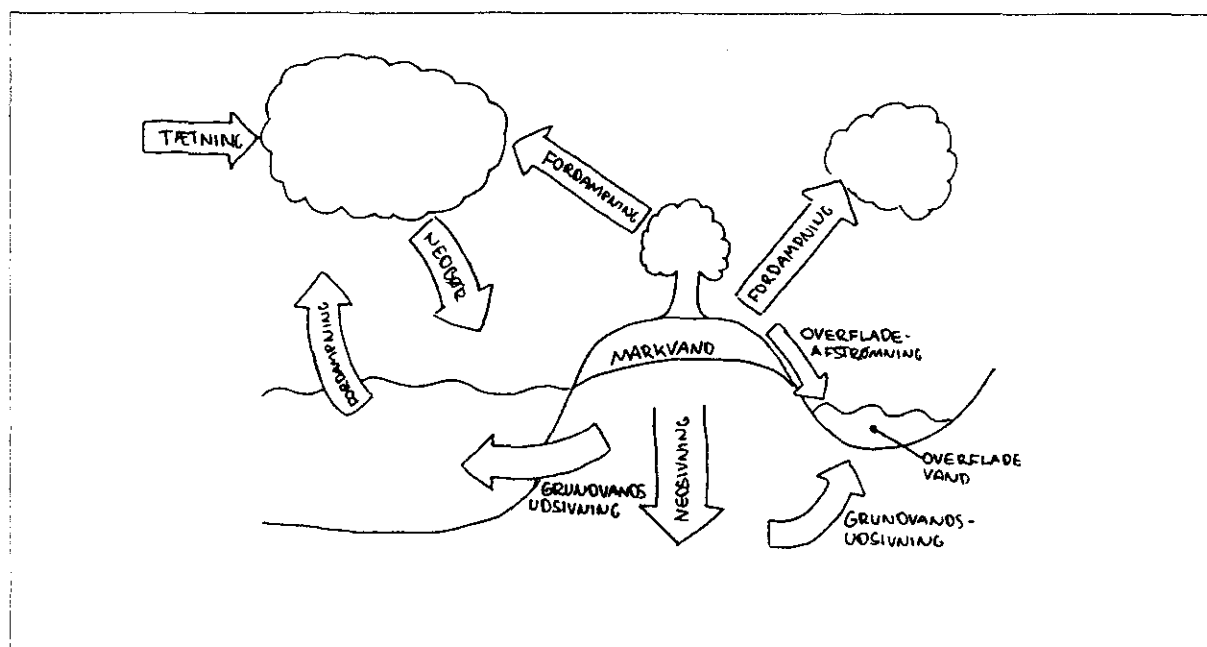 TÆTNING
FORDAMPNING
FORDAMPNING
NEDBØR
FORDAMPNING
MARKVAND
OVERFLADE-
AFSTRØMNING
NEDSIVNING
GRUNDVANDS
UDSIVNING
OVERFLADE
VAND
GRUNDVANDS-
UDSIVNING